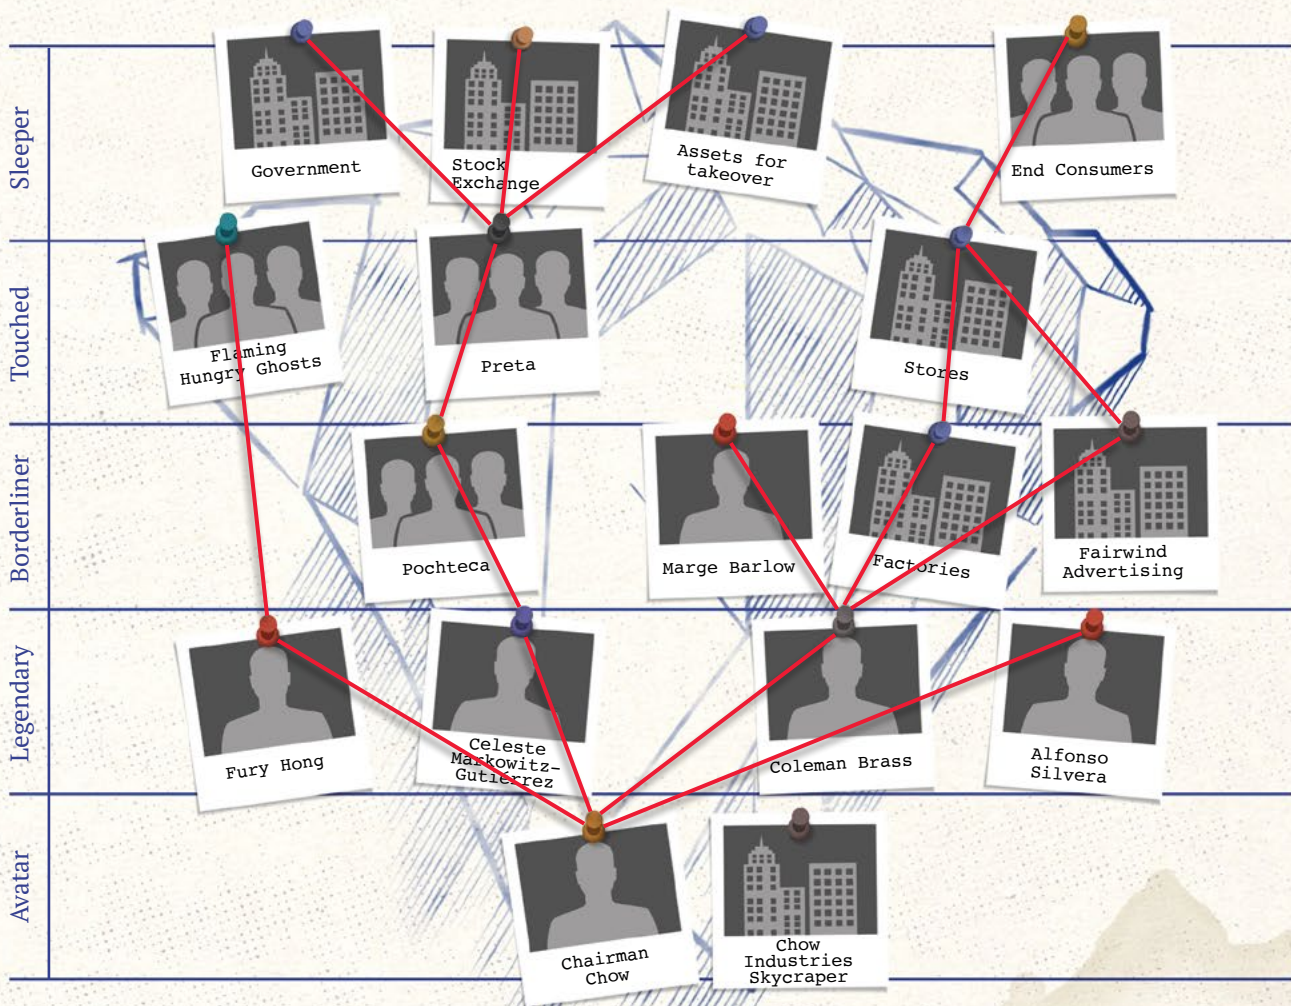 Sleeper
Government
Stock
Exchange
Assets for
takeover
End Consumers
Touched
Flaming
Hungry Ghosts
Preta
Stores
Borderliner
Pochteca
Marge Barlow
Factories
Fairwind
Advertising
Legendary
Fury Hong
Celeste
Markowitz-
Gutiérrez
Coleman Brass
Alfonso
Silvera
Avatar
Chairman
Chow
Chow
Industries
Skycraper